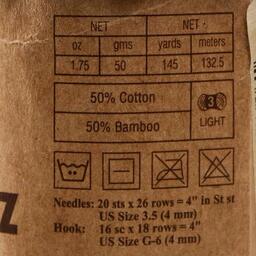 NET NET
oz gms yards meters
1.75 50 145 132.5
50% Cotton
3
50% Bamboo
LIGHT
Needles: 20 sts x 26 rows = 4" in St st
US Size 3.5 (4 mm)
Hook: 16 sc x 18 rows = 4"
US Size G-6 (4 mm)
Z